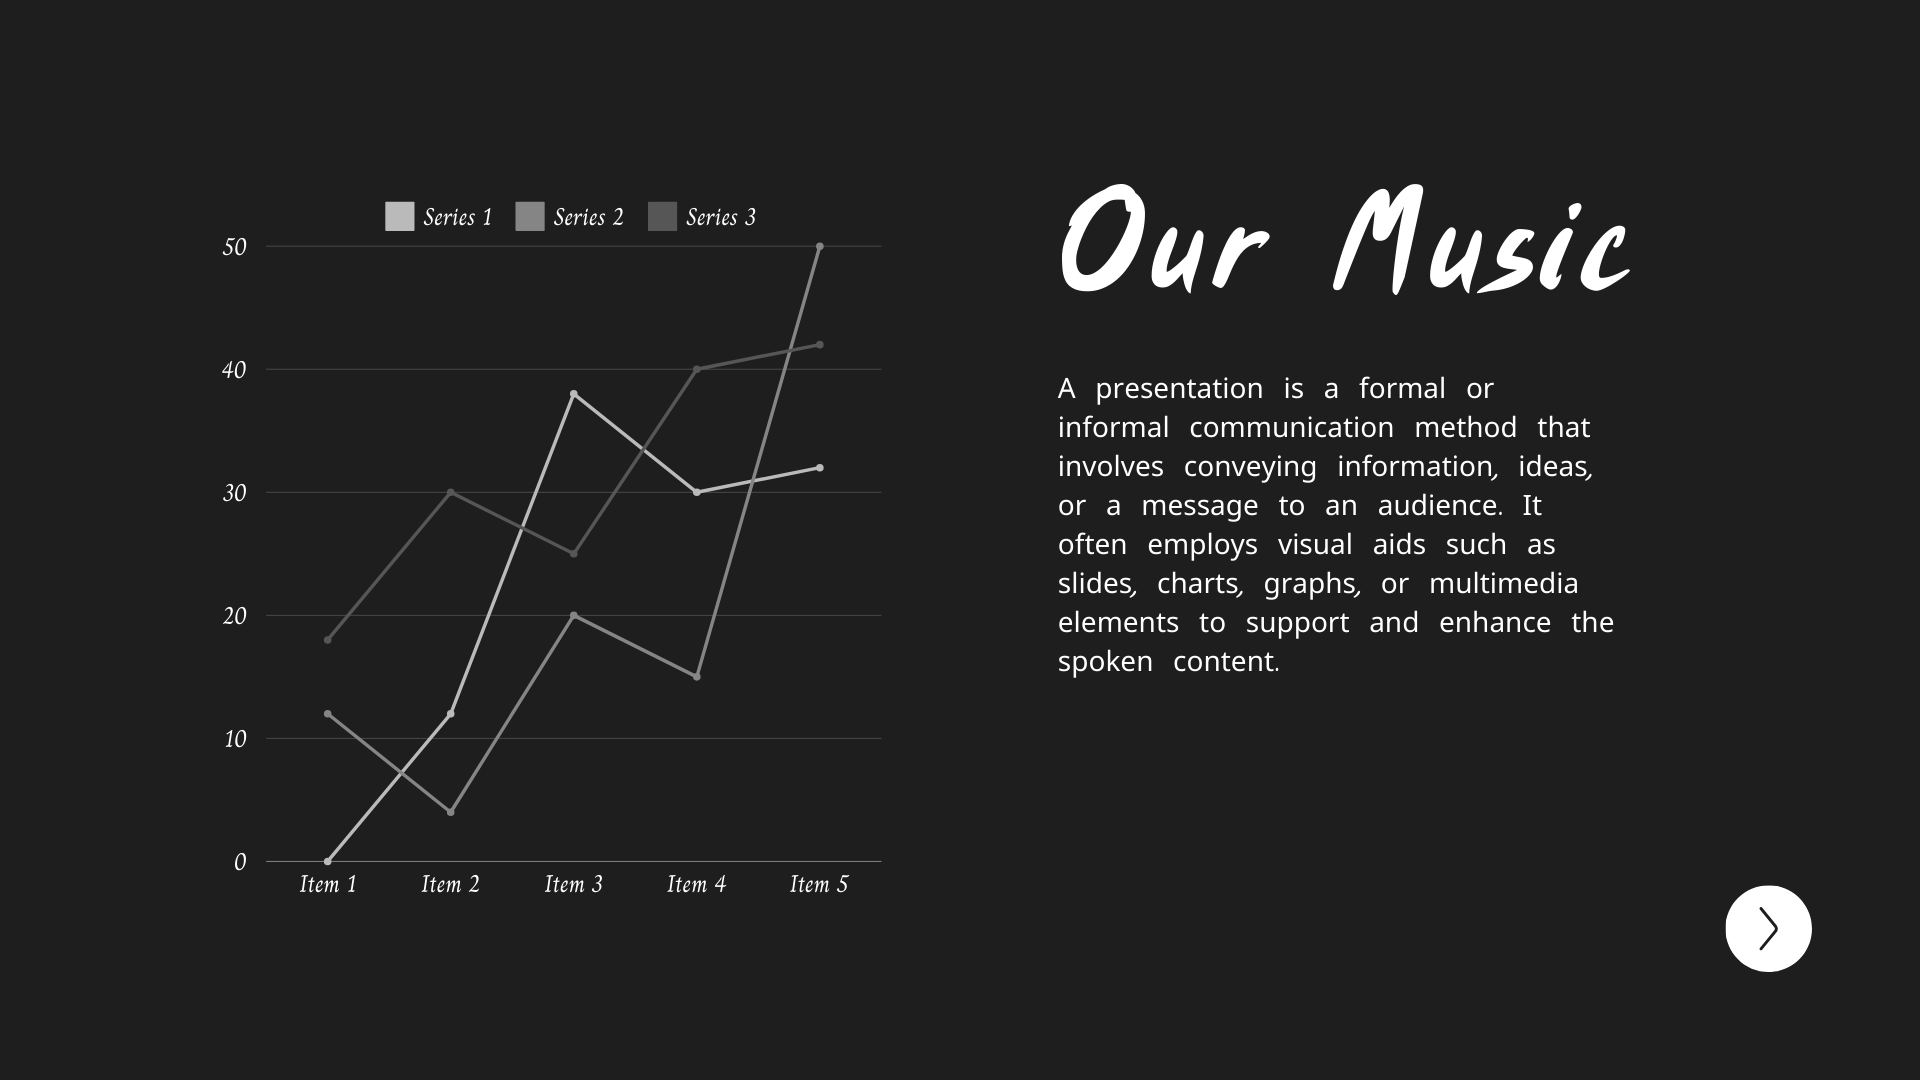 Series 1 Series 2 Series 3
50
40
30
20
10
0
Item 1 Item 2 Item 3 Item 4 Item 5
Our Music
A presentation is a formal or
informal communication method that
involves conveying information, ideas,
or a message to an audience. It
often employs visual aids such as
slides, charts, graphs, or multimedia
elements to support and enhance the
spoken content.